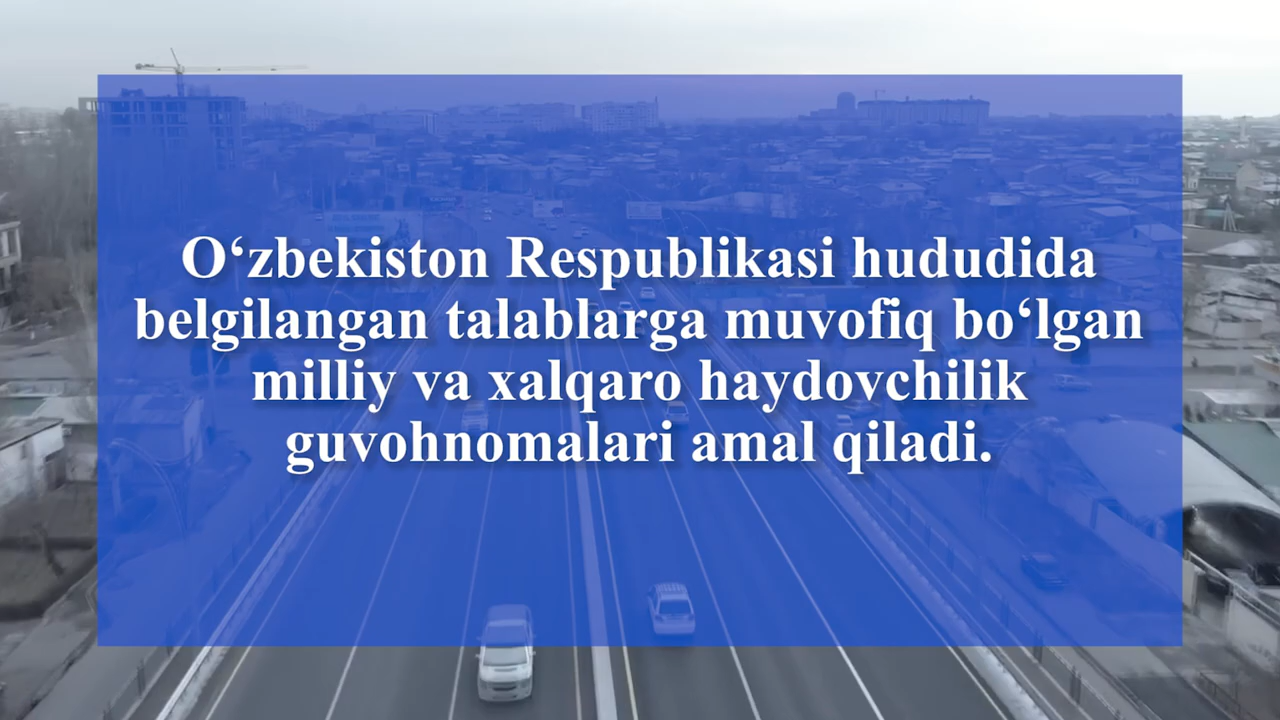 O‘zbekiston Respublikasi hududida
belgilangan talablarga muvofiq bo‘lgan
milliy va xalqaro haydovchilik
guvohnomalari amal qiladi.